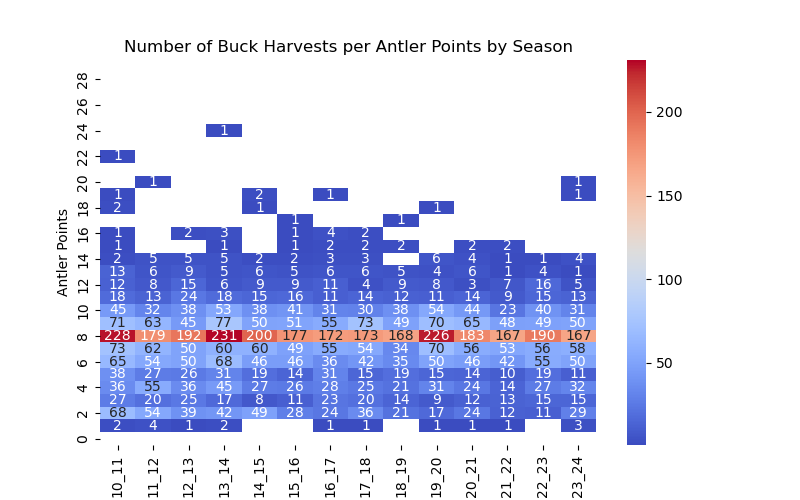 Number of Buck Harvests per Antler Points by Season
28
26
200
24 1
22 1
20 1 1
1 2 1 1
150
18 2 1 1
1 1
16 1 2 3 1 4 2
1 1 1 2 2 2 2 2
14 2 5 5 5 2 2 3 3 6 4 1 1 4
13 6 9 5 6 5 6 6 5 4 6 1 4 1
100
12 12 8 15 6 9 9 11 4 9 8 3 7 16 5
18 13 24 18 15 16 11 14 12 11 14 9 15 13
10 45 32 38 53 38 41 31 30 38 54 44 23 40 31
71 63 45 77 50 51 55 73 49 70 65 48 49 50
8 228 179 192 231 200 177 172 173 168 226 183 167 190 167
73 62 50 60 60 49 55 54 34 70 56 53 56 58
6 65 54 50 68 46 46 36 42 35 50 46 42 55 50
50
38 27 26 31 19 14 31 15 19 15 14 10 19 11
4 36 55 36 45 27 26 28 25 21 31 24 14 27 32
27 20 25 17 8 11 23 20 14 9 12 13 15 15
2 68 54 39 42 49 28 24 36 21 17 24 12 11 29
2 4 1 2 1 1 1 1 1 3
0
Antler Points
10_11 11_12 12_13 13_14 14_15 15_16 16_17 17_18 18_19 19_20 20_21 21_22 22_23 23_24